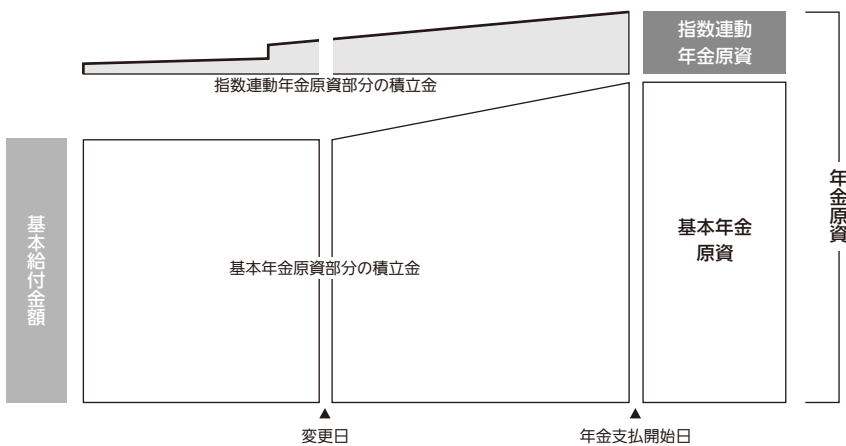 指数連動
年金原資
指数連動年金原資部分の積立金
基本給付金額
基本年金原資部分の積立金
基本年金
原資
年金原資
変更日
年金支払開始日